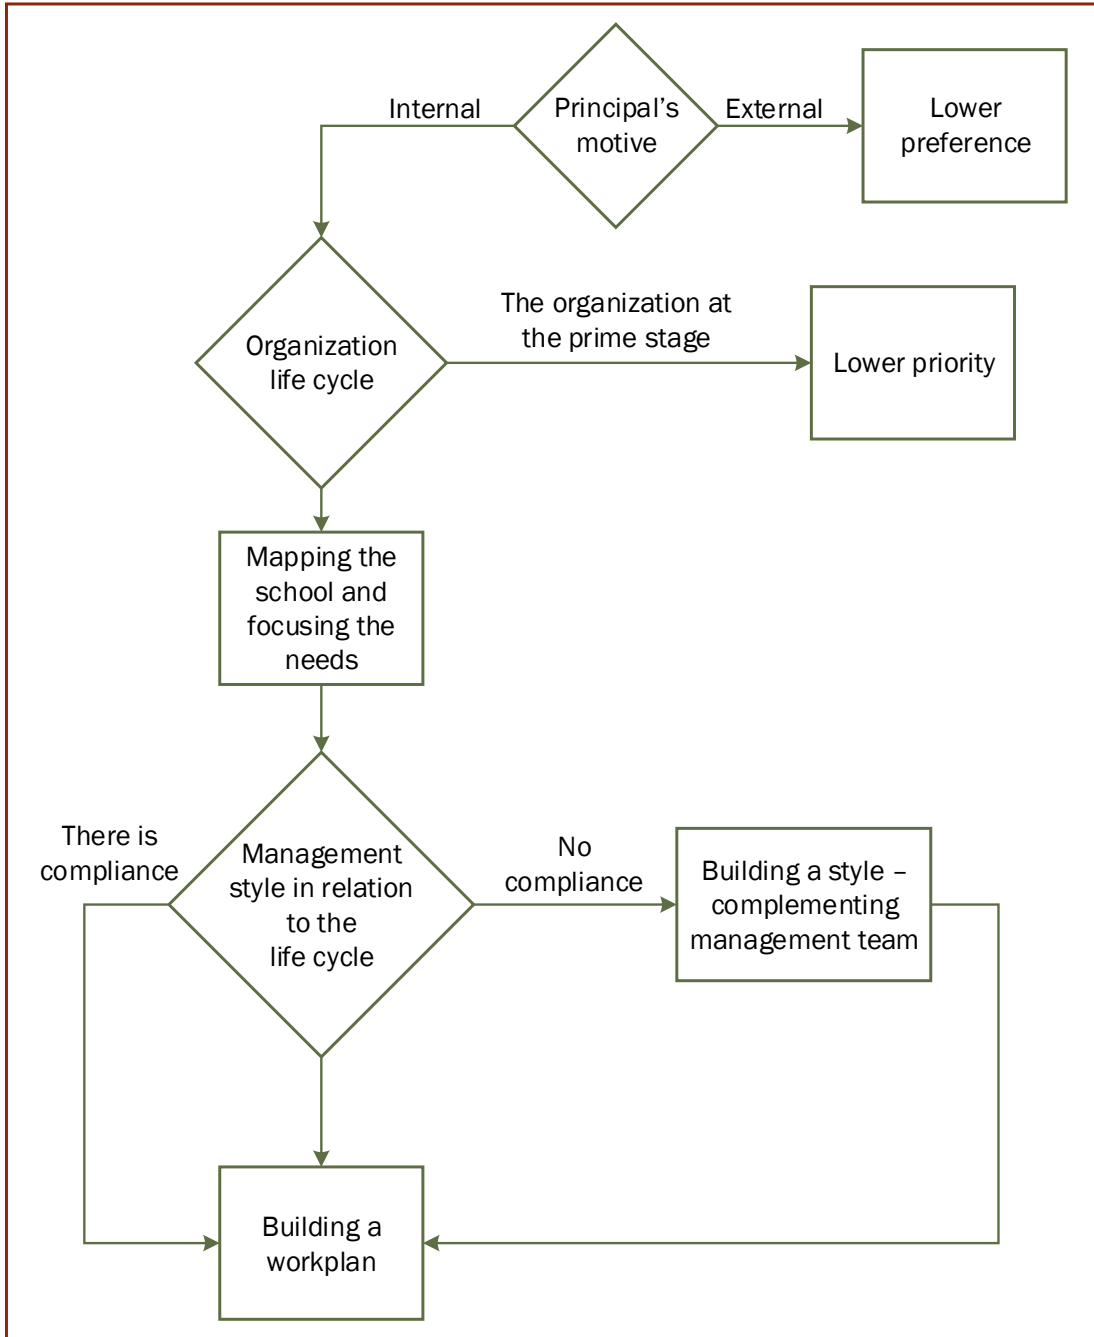 Internal
Principal’s
motive
External
Lower
preference
Organization
life cycle
The organization at
the prime stage
Lower priority
Mapping the
school and
focusing the
needs
There is
compliance
Management
style in relation
to the
life cycle
No
compliance
Building a style –
complementing
management team
Building a
workplan